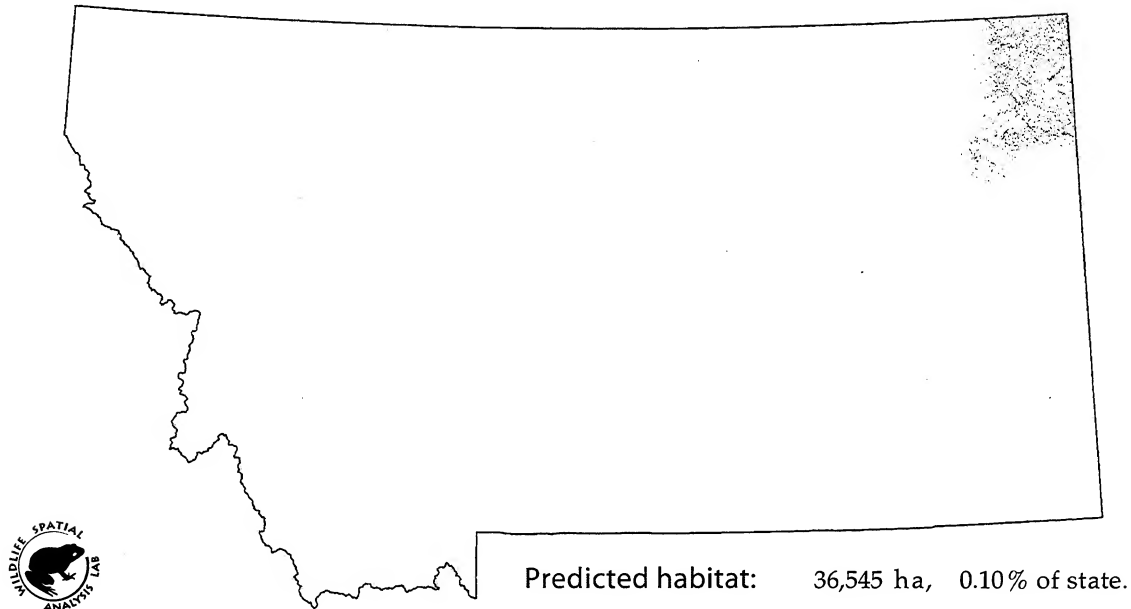 WILDLIFE SPATIAL ANALYSIS LAB
Predicted habitat: 36,545 ha, 0.10% of state.